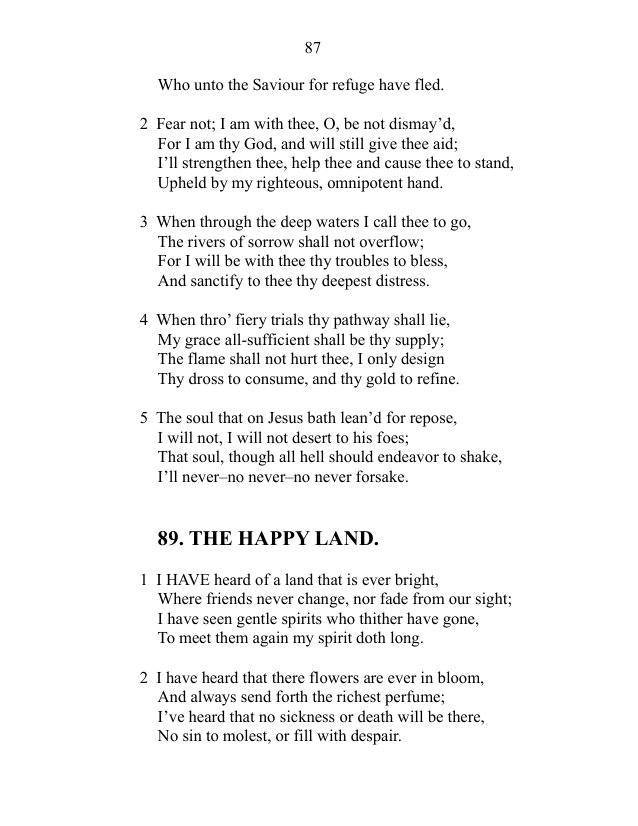 87
Who unto the Saviour for refuge have fled.
2 Fear not; I am with thee, O, be not dismay’d,
For I am thy God, and will still give thee aid;
I’ll strengthen thee, help thee and cause thee to stand,
Upheld by my righteous, omnipotent hand.
3 When through the deep waters I call thee to go,
The rivers of sorrow shall not overflow;
For I will be with thee thy troubles to bless,
And sanctify to thee thy deepest distress.
4 When thro’ fiery trials thy pathway shall lie,
My grace all-sufficient shall be thy supply;
The flame shall not hurt thee, I only design
Thy dross to consume, and thy gold to refine.
5 The soul that on Jesus bath lean’d for repose,
I will not, I will not desert to his foes;
That soul, though all hell should endeavor to shake,
I’ll never–no never–no never forsake.
89. THE HAPPY LAND.
1 I HAVE heard of a land that is ever bright,
Where friends never change, nor fade from our sight;
I have seen gentle spirits who thither have gone,
To meet them again my spirit doth long.
2 I have heard that there flowers are ever in bloom,
And always send forth the richest perfume;
I’ve heard that no sickness or death will be there,
No sin to molest, or fill with despair.